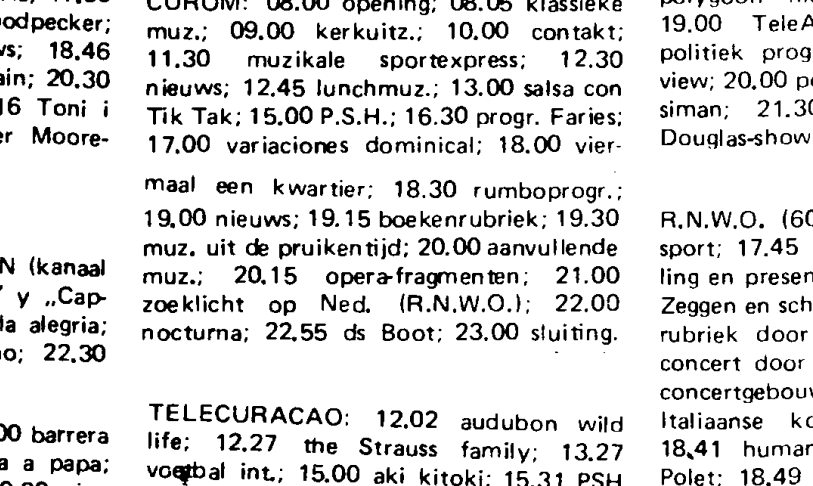 odpecker;
vs; 18.46
ain; 20.30
16 Toni i
er Moore-
N (kanaal
y „Cap-
la alegria;
no; 22.30
00 barrera
a a papa;
CUROM: 08.00 opening; 08.05 klassieke
muz.; 09.00 kerkuitz.; 10.00 contakt;
11.30 muzikale sportexpress; 12.30
nieuws; 12.45 lunchmuz.; 13.00 salsa con
Tik Tak; 15.00 P.S.H.; 16.30 progr. Faries;
17.00 variaciones dominical; 18.00 vier-
maal een kwartier; 18.30 rumboprogr.;
19.00 nieuws; 19.15 boekenrubriek; 19.30
muz. uit de pruikentijd; 20.00 aanvullende
muz.; 20.15 opera-fragmenten; 21.00
zoeklicht op Ned. (R.N.W.O.); 22.00
nocturna; 22.55 ds Boot; 23.00 sluiting.
TELECURACAO: 12.02 audubon wild
life; 12.27 the Strauss family; 13.27
voetbal int.; 15.00 aki kitoki; 15.31 PSH
19.00 TeleA
politiek prog
view; 20.00 p
siman; 21.30
Douglas-show
R.N.W.O. (60
sport; 17.45
ling en presen
Zeggen en sch
rubriek door
concert door
concertgebouw
Italiaanse ko
18.41 human
Polet; 18.49